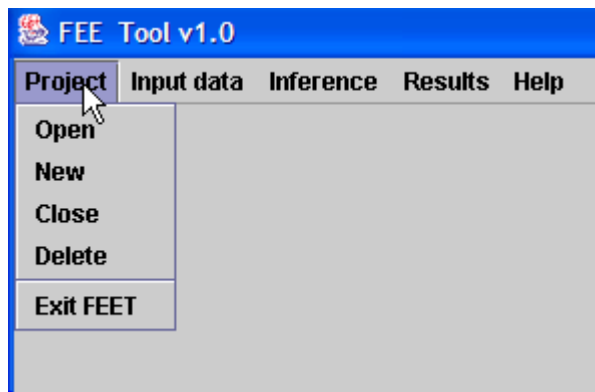 FEE Tool v1.0
Project Input data Inference Results Help
Open
New
Close
Delete
Exit FEET